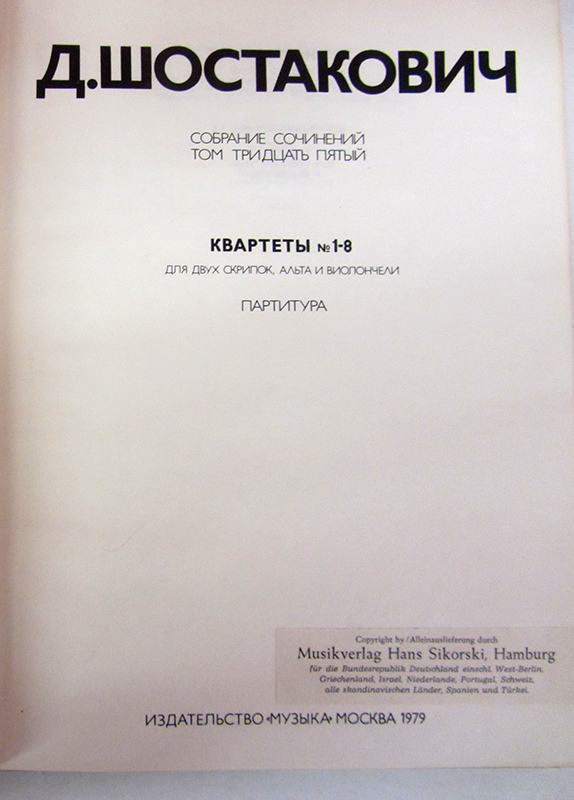 Д.ШОСТАКОВИЧ
СОБРАНИЕ СОЧИНЕНИЙ
ТОМ ТРИДЦАТЬ ПЯТЫЙ
КВАРТЕТЫ №1-8
ДЛЯ ДВУХ СКРИПОК, АЛЬТА И ВИОЛОНЧЕЛИ
ПАРТИТУРА
Copyright by/Alleinauslieferung durch
Musikverlag Hans Sikorski, Hamburg
für die Bundesrepublik Deutschland einschl. West-Berlin,
Griechenland, Israel, Niederlande, Portugal, Schweiz,
alle skandinavischen Länder, Spanien und Türkei.
ИЗДАТЕЛЬСТВО «МУЗЫКА» МОСКВА 1979